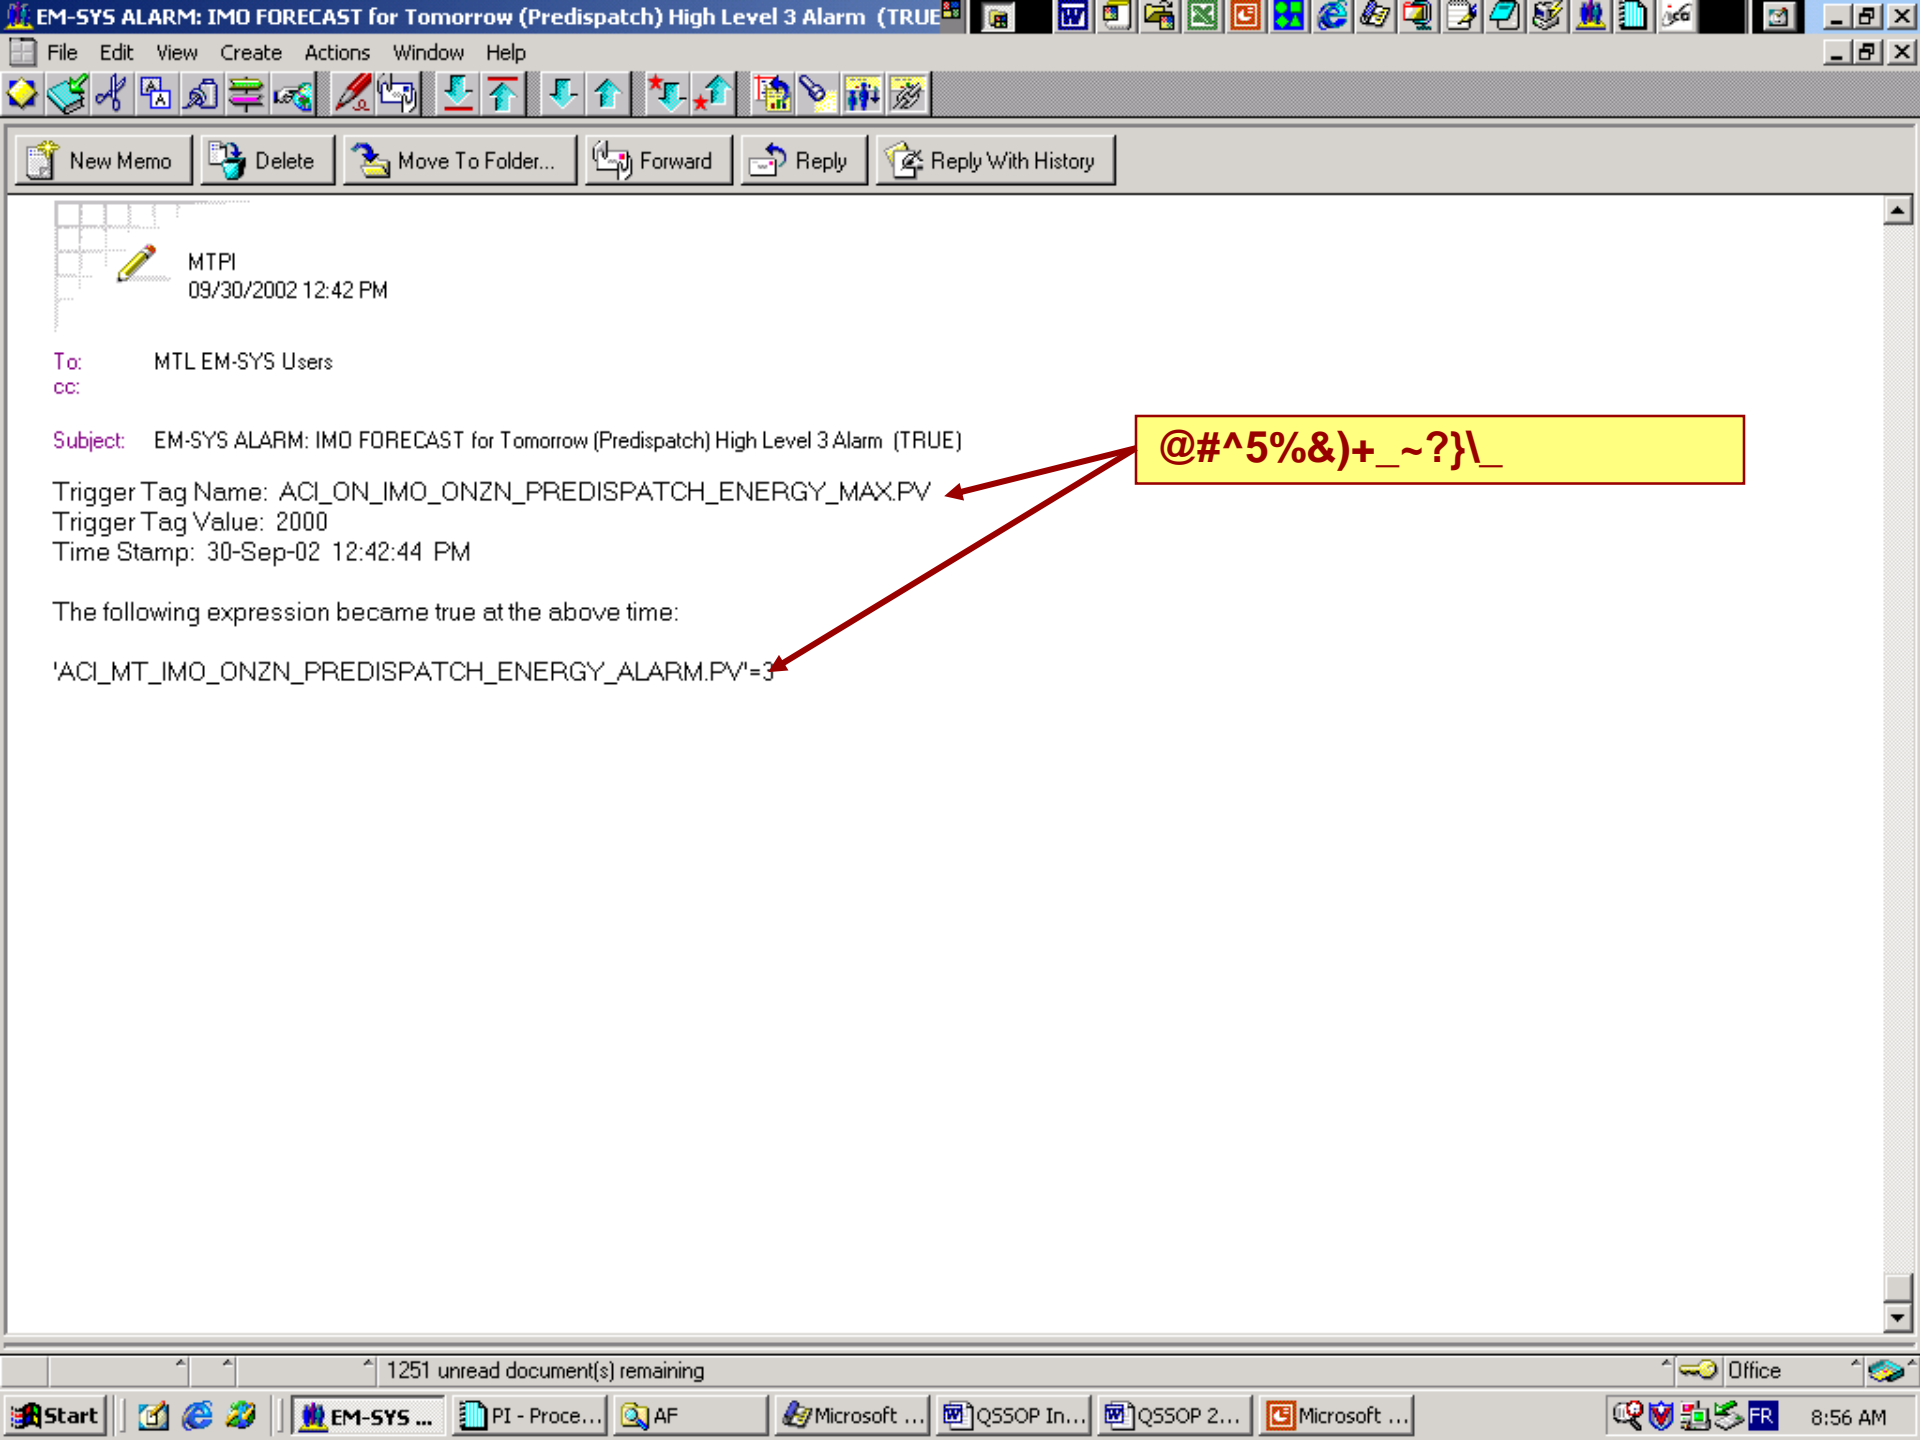 EM-SYS ALARM: IMO FORECAST for Tomorrow (Predispatch) High Level 3 Alarm (TRUE
File Edit View Create Actions Window Help
New Memo Delete Move To Folder... Forward Reply Reply With History
MTPI
09/30/2002 12:42 PM
To: MTL EM-SYS Users
cc:
Subject: EM-SYS ALARM: IMO FORECAST for Tomorrow (Predispatch) High Level 3 Alarm (TRUE)
@#^5%&)+_~?}\_
Trigger Tag Name: ACI_ON_IMO_ONZN_PREDISPATCH_ENERGY_MAX.PV
Trigger Tag Value: 2000
Time Stamp: 30-Sep-02 12:42:44 PM
The following expression became true at the above time:
'ACI_MT_IMO_ONZN_PREDISPATCH_ENERGY_ALARM.PV'=3
1251 unread document(s) remaining
Office
Start EM-SYS ... PI - Proce... AF Microsoft ... QSSOP In... QSSOP 2... Microsoft ... FR 8:56 AM